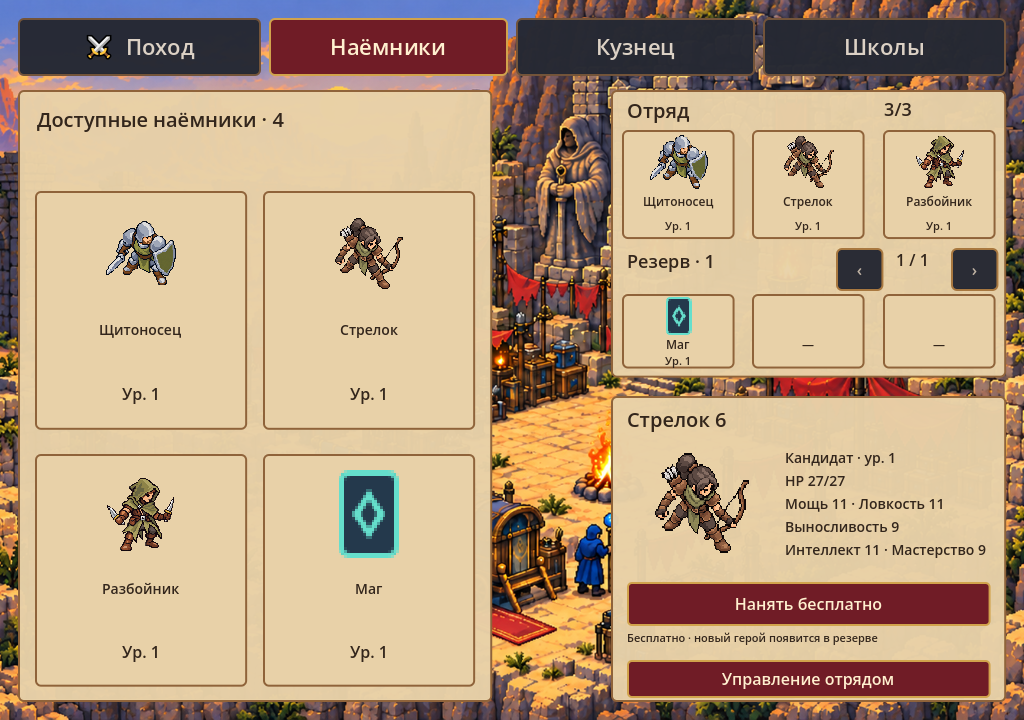 Поход
Наёмники
Кузнец
Школы
Доступные наёмники · 4
Щитоносец
Ур. 1
Стрелок
Ур. 1
Разбойник
Ур. 1
Маг
Ур. 1
Отряд
3/3
Щитоносец
Ур. 1
Стрелок
Ур. 1
Разбойник
Ур. 1
Резерв · 1
‹
1 / 1
›
Маг
Ур. 1
—
—
Стрелок 6
Кандидат · ур. 1
HP 27/27
Мощь 11 · Ловкость 11
Выносливость 9
Интеллект 11 · Мастерство 9
Нанять бесплатно
Бесплатно · новый герой появится в резерве
Управление отрядом